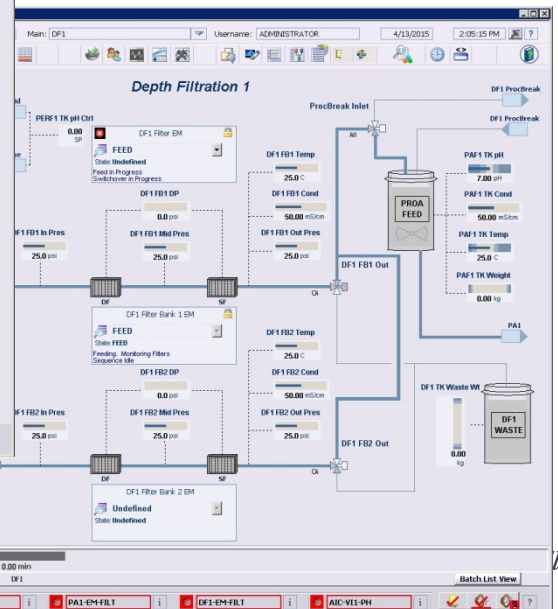 Main: DF1
Username: ADMINISTRATOR
4/13/2015
2:05:15 PM
?
Depth Filtration 1
PERF1 TK pH Ctrl
0.00
SP
DF1 Filter EM
FEED
State: Undefined
Feed in Progress
Switchover in Progress
ProcBreak Inlet
AO
DF1 ProcBreak
DF1 ProcBreak
PROA
FEED
PAF1 TK pH
7.00 pH
PAF1 TK Cond
50.00 mS/cm
PAF1 TK Temp
25.0 C
PAF1 TK Weight
0.00 kg
PA1
DF1 FB1 Temp
25.0 C
DF1 FB1 DP
0.0 psi
DF1 FB1 Cond
50.00 mS/cm
DF1 FB1 In Pres
25.0 psi
DF1 FB1 Mid Pres
25.0 psi
DF1 FB1 Out Pres
25.0 psi
DF1 FB1 Out
DF
SF
CA
DF1 Filter Bank 1 EM
FEED
State: FEED
Feeding. Monitoring Filters
Sequence Idle
DF1 FB2 Temp
25.0 C
DF1 FB2 DP
0.0 psi
DF1 FB2 Cond
50.00 mS/cm
DF1 FB2 In Pres
25.0 psi
DF1 FB2 Mid Pres
25.0 psi
DF1 FB2 Out Pres
25.0 psi
DF1 FB2 Out
DF1 TK Waste Wt
0.00
kg
DF1
WASTE
DF
SF
CA
DF1 Filter Bank 2 EM
Undefined
State: Undefined
0.00 min
DF1
Batch List View
PA1-EM-FILT
i
DF1-EM-FILT
i
AIC-VI1-PH
i
?